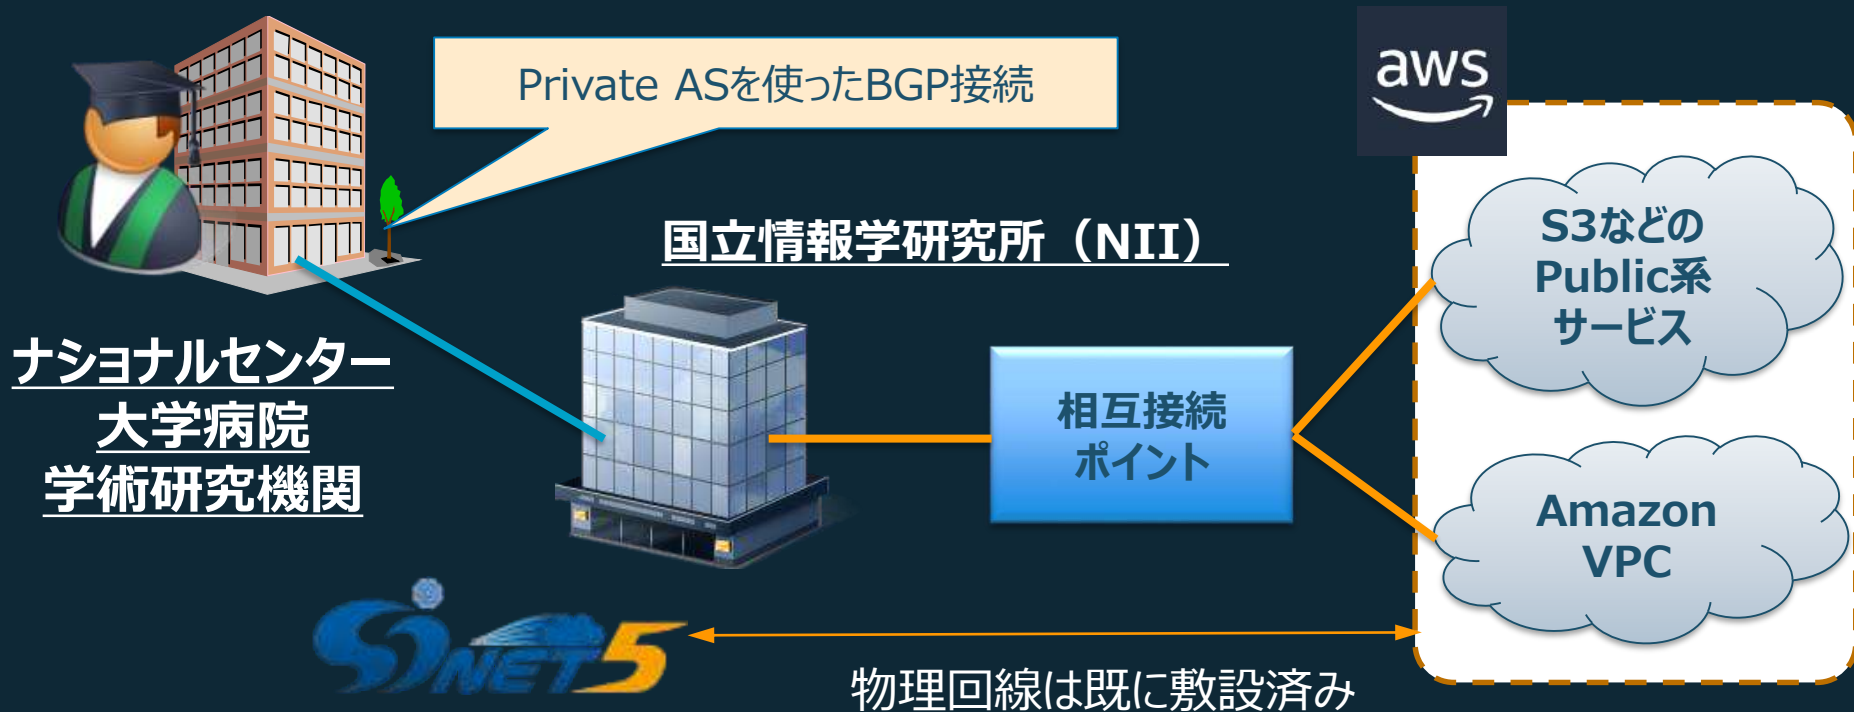 Private ASを使ったBGP接続
aws
国立情報学研究所（NII）
S3などの
Public系
サービス
ナショナルセンター
大学病院
学術研究機関
相互接続
ポイント
Amazon
VPC
SINET5
物理回線は既に敷設済み